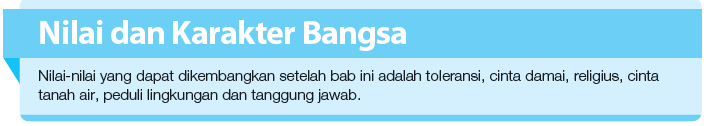 Nilai dan Karakter Bangsa
Nilai-nilai yang dapat dikembangkan setelah bab ini adalah toleransi, cinta damai, religius, cinta
tanah air, peduli lingkungan dan tanggung jawab.